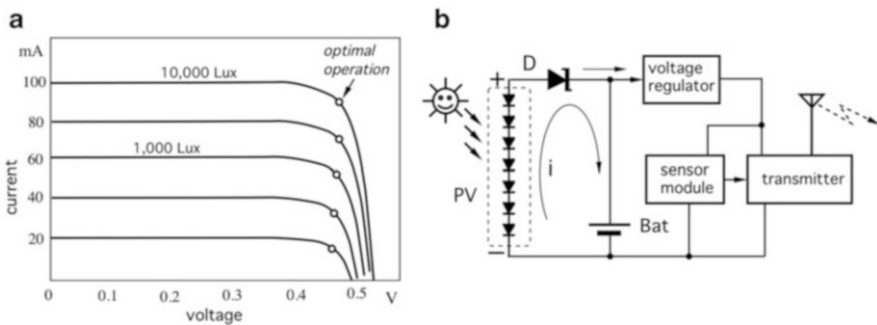 a
mA
100
80
60
40
20
current
10,000 Lux
1,000 Lux
optimal
operation
0
0.1
0.2
0.3
0.4
0.5
V
voltage
b
D
+
PV
−
i
Bat
voltage
regulator
sensor
module
transmitter